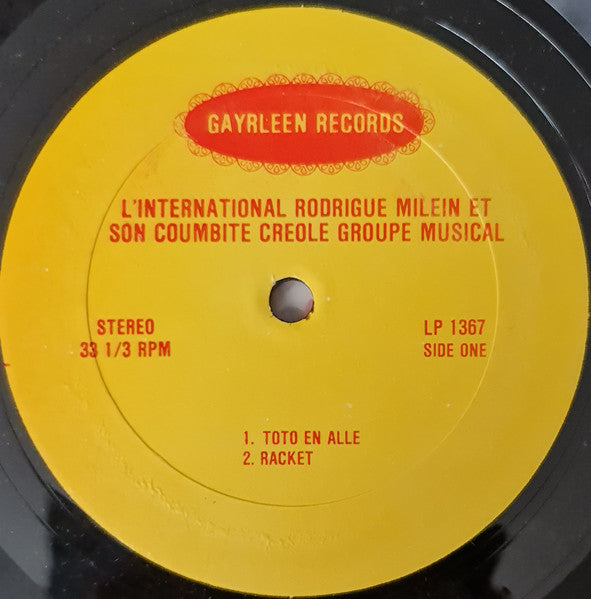 GAYRLEEN RECORDS
L'INTERNATIONAL RODRIGUE MILEIN ET
SON COUMBITE CREOLE GROUPE MUSICAL
STEREO
33 1/3 RPM
LP 1367
SIDE ONE
1. TOTO EN ALLE
2. RACKET